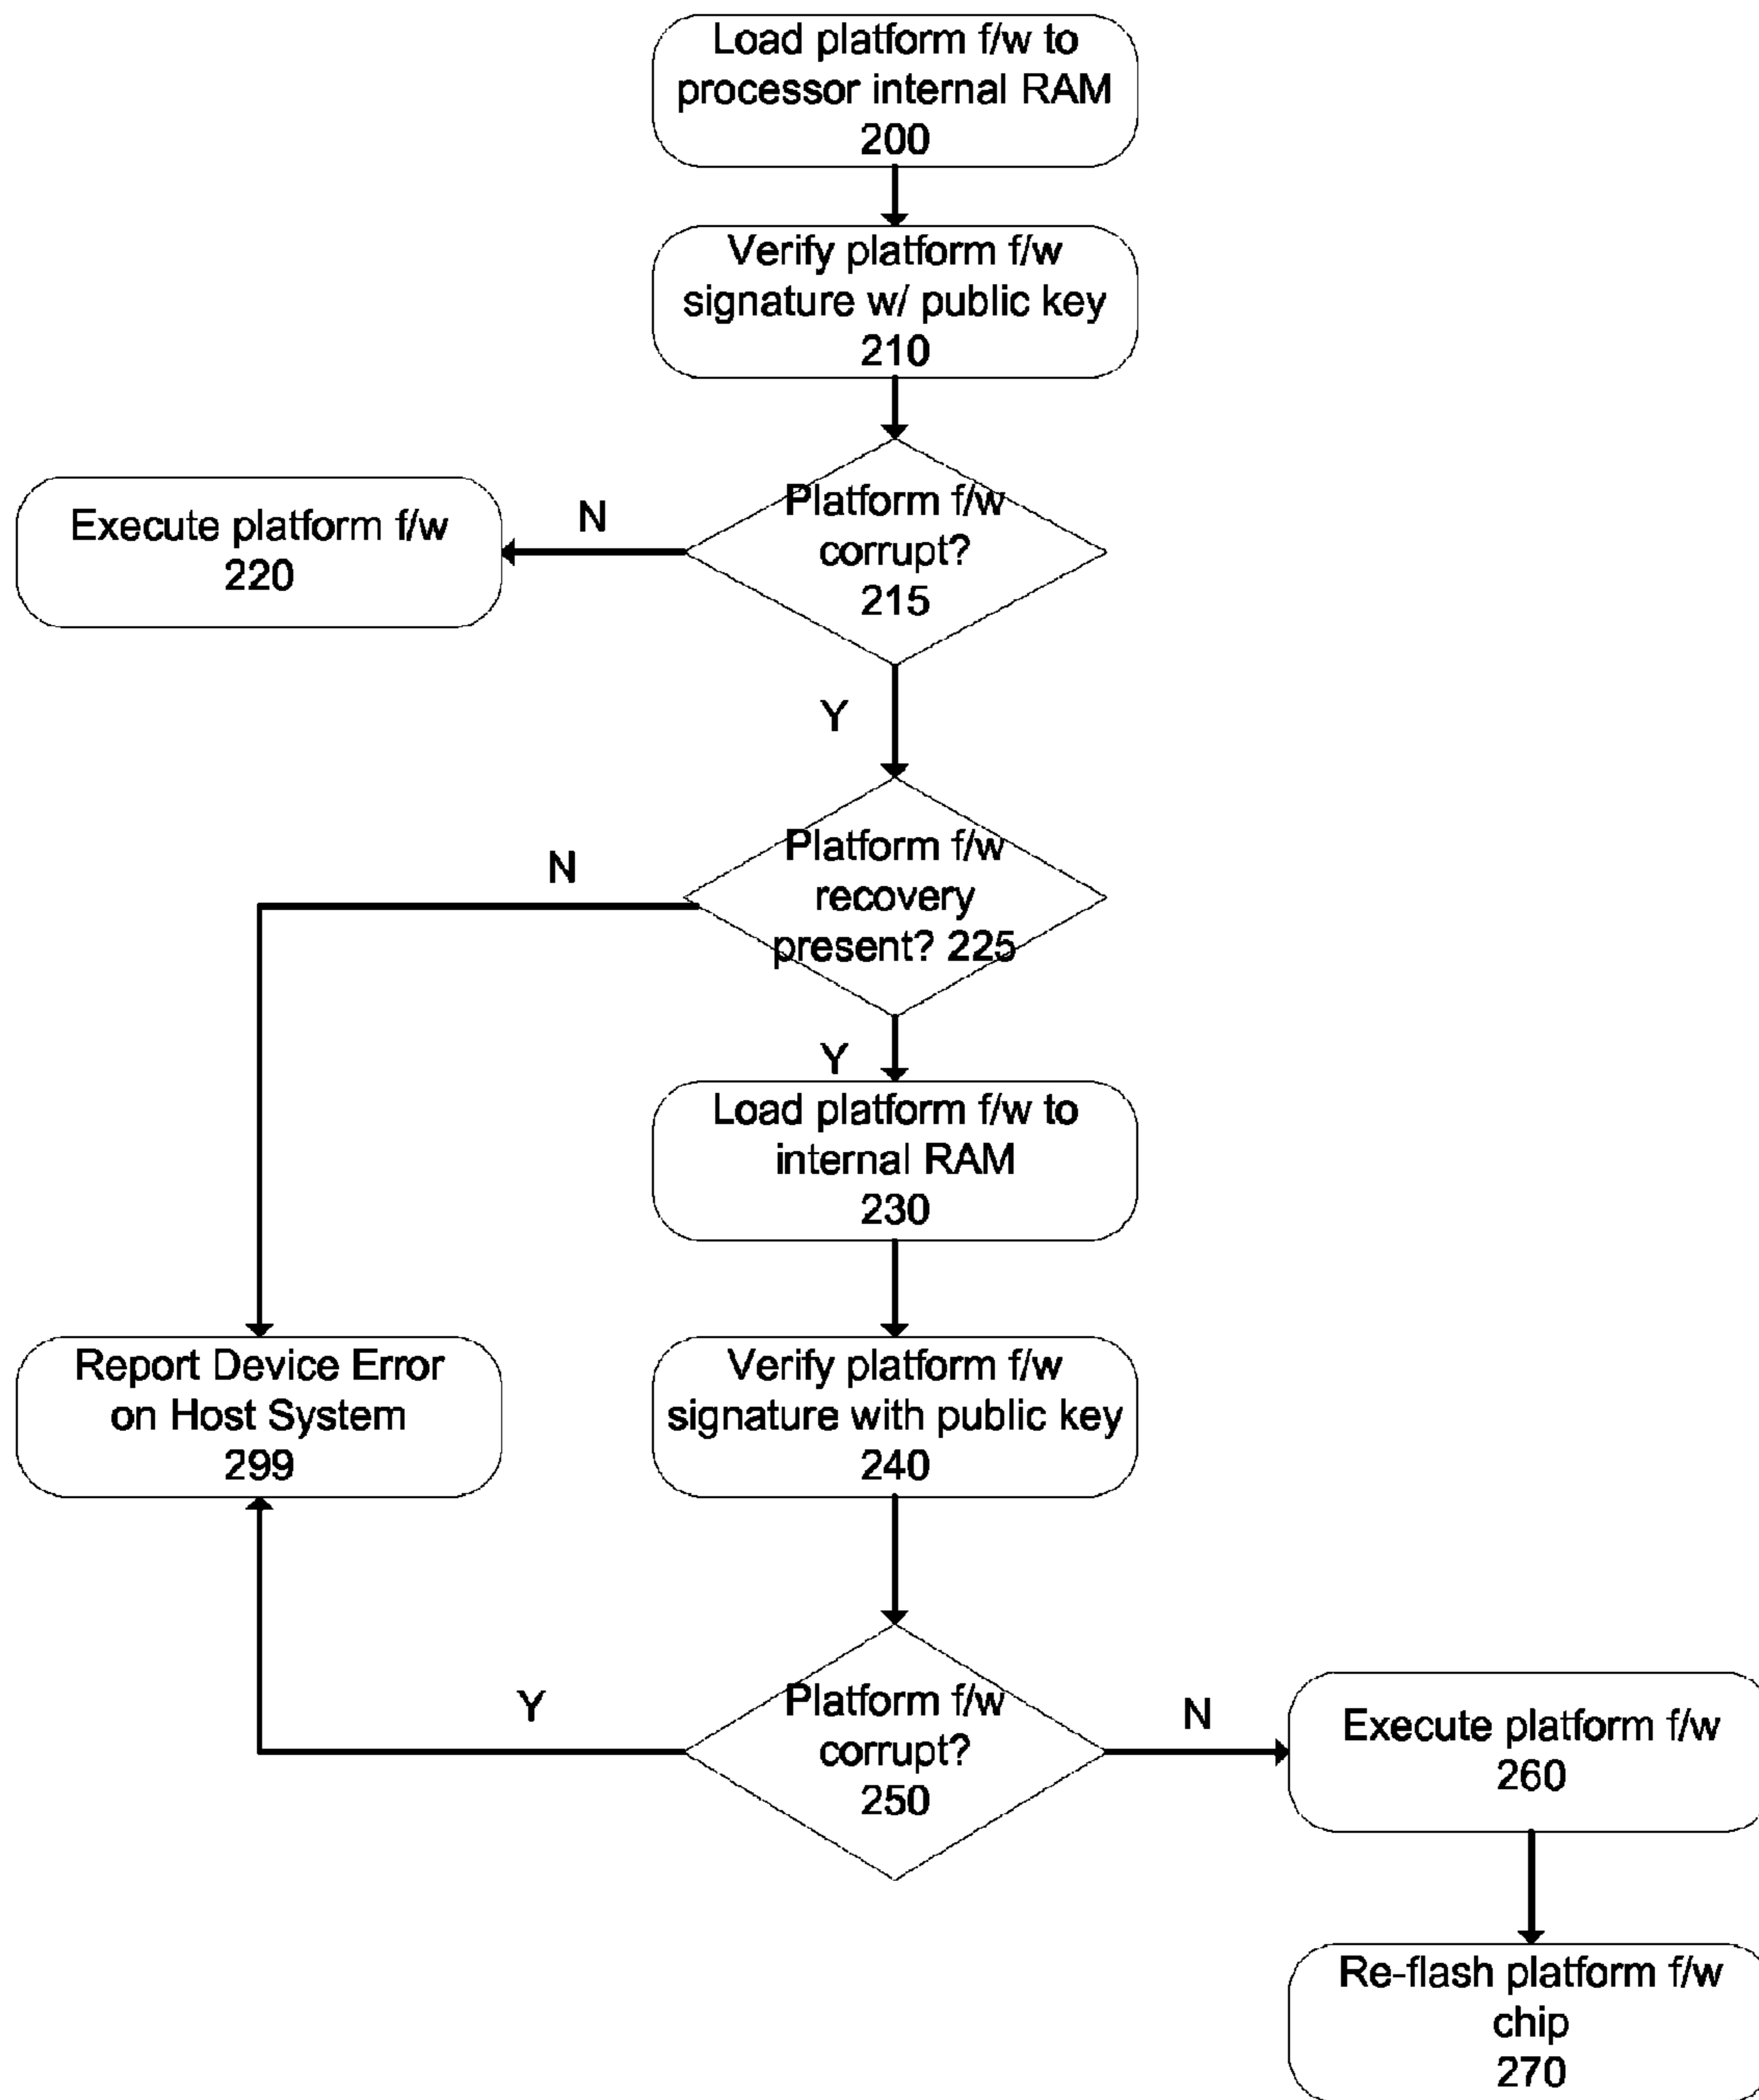 Load platform f/w to
processor internal RAM
200
Verify platform f/w
signature w/ public key
210
Platform f/w
corrupt?
215
N
Execute platform f/w
220
Y
Platform f/w
recovery
present? 225
N
Y
Load platform f/w to
internal RAM
230
Report Device Error
on Host System
299
Verify platform f/w
signature with public key
240
Platform f/w
corrupt?
250
Y
N
Execute platform f/w
260
Re-flash platform f/w
chip
270